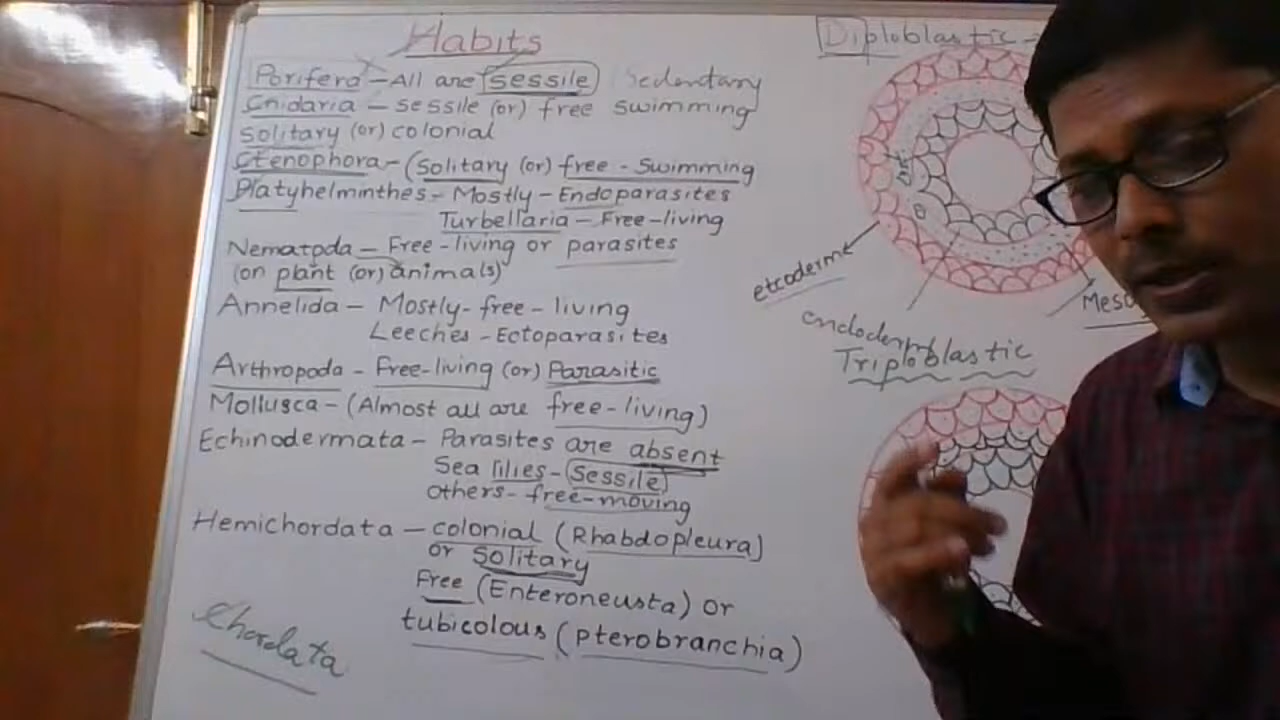 Habits
Porifera - All are sessile Sedentary
Cnidaria - sessile (or) free swimming
solitary (or) colonial
Ctenophora - (Solitary (or) free - Swimming
Platyhelminthes - Mostly - Endoparasites
Turbellaria - Free-living
Nematoda - Free-living or parasites
(on plant (or) animals)
Annelida - Mostly-free-living
Leeches - Ectoparasites
Arthropoda - Free-living (or) Parasitic
Mollusca - (Almost all are free-living)
Echinodermata - Parasites are absent
Sea lilies - Sessile
others - free-moving
Hemichordata - colonial (Rhabdopleura)
or Solitary
Free (Enteroneusta) or
tubicolous (pterobranchia)
Chordata
Diploblastic -
etcoderm
endoderm
Triploblastic